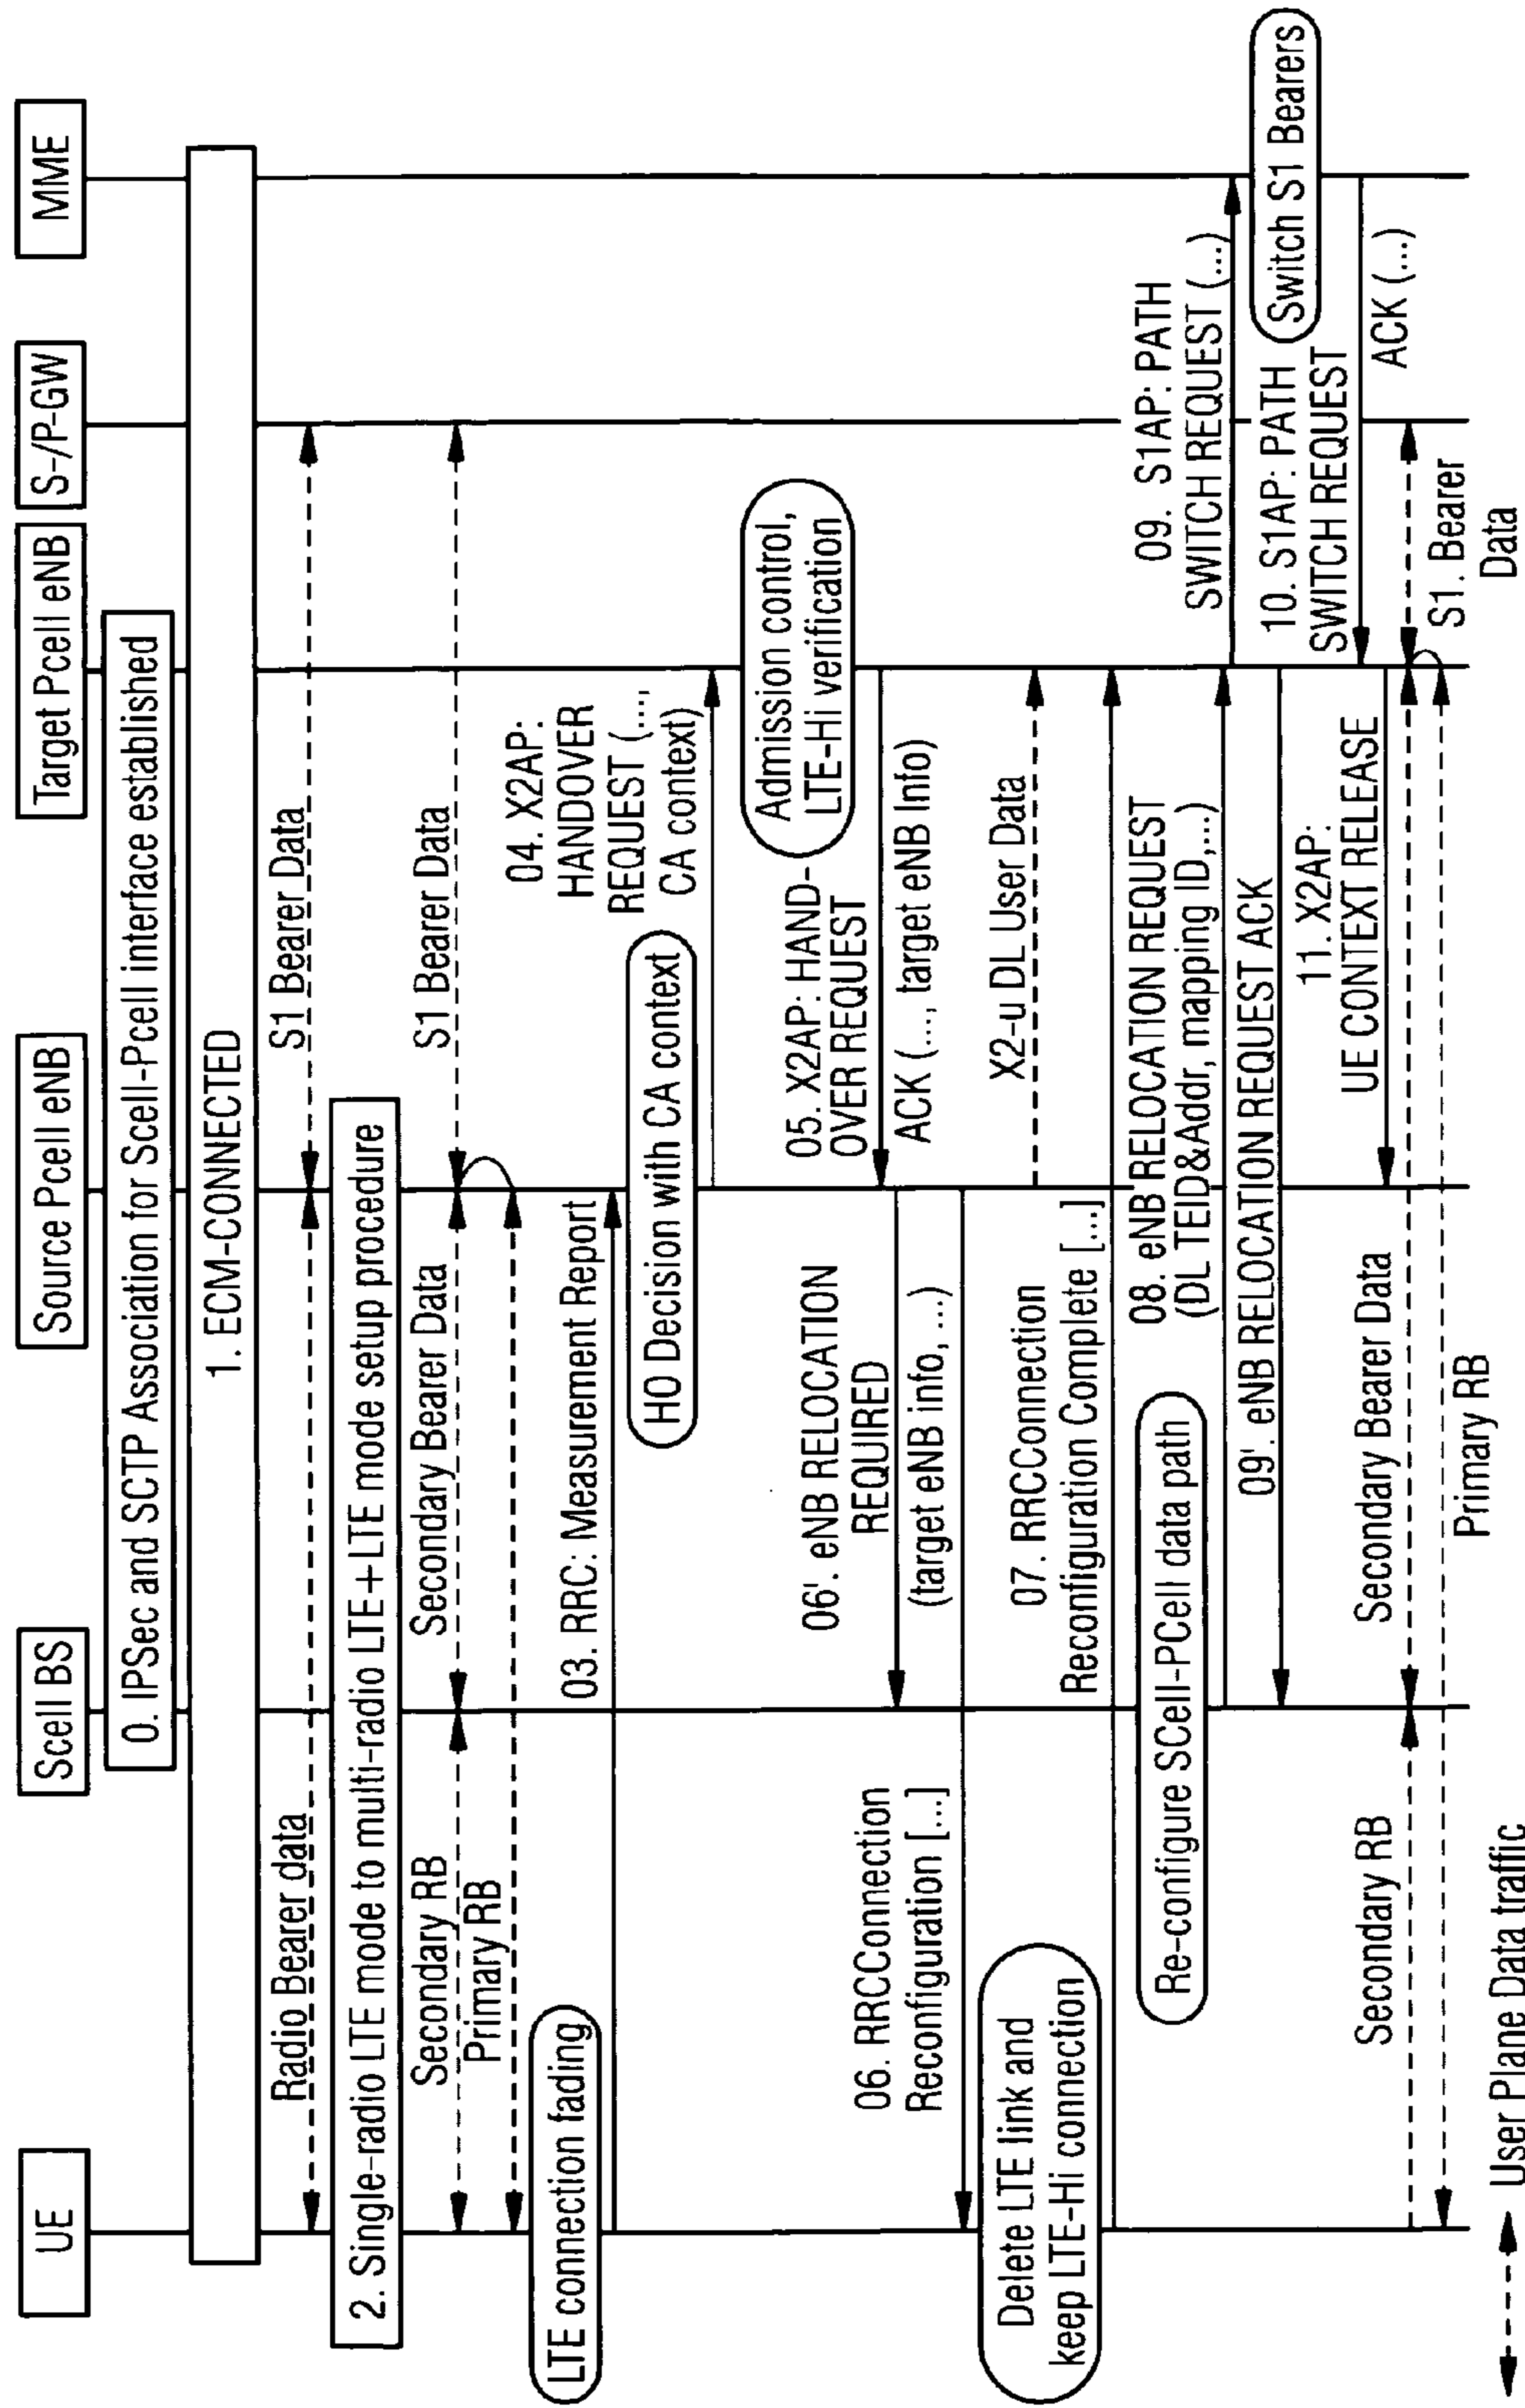 UE
Scell BS
Source Pcell eNB
Target Pcell eNB
S-/P-GW
MME
0. IPSec and SCTP Association for Scell-Pcell interface established
1. ECM-CONNECTED
Radio Bearer data
S1 Bearer Data
2. Single-radio LTE mode to multi-radio LTE+LTE mode setup procedure
Secondary RB
Secondary Bearer Data
S1 Bearer Data
Primary RB
LTE connection fading
03. RRC: Measurement Report
HO Decision with CA context
04. X2AP:
HANDOVER
REQUEST (...,
CA context)
Admission control,
LTE-Hi verification
05. X2AP: HAND-
OVER REQUEST
ACK (..., target eNB Info)
06'. eNB RELOCATION
REQUIRED
(target eNB info, ...)
06. RRCConnection
Reconfiguration [...]
Delete LTE link and
keep LTE-Hi connection
X2-u DL User Data
07. RRCConnection
Reconfiguration Complete [...]
Re-configure SCell-PCell data path
08. eNB RELOCATION REQUEST
(DL TEID&Addr, mapping ID,...)
09. S1AP: PATH
SWITCH REQUEST (...)
09'. eNB RELOCATION REQUEST ACK
Switch S1 Bearers
10. S1AP: PATH
SWITCH REQUEST
ACK (...)
11. X2AP:
UE CONTEXT RELEASE
Secondary RB
Secondary Bearer Data
S1. Bearer
Data
Primary RB
User Plane Data traffic